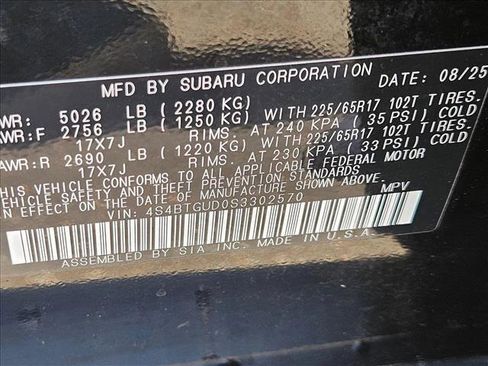 MFD BY SUBARU CORPORATION DATE: 08/25
WR: 5026 LB (2280 KG)
AWR:F 2756 LB (1250 KG) WITH 225/65R17 102T TIRES.
17X7J RIMS. AT 240 KPA (35 PSI) COLD
AWR:R 2690 LB (1220 KG) WITH 225/65R17 102T TIRES.
17X7J RIMS. AT 230 KPA (33 PSI) COLD
THIS VEHICLE CONFORMS TO ALL APPLICABLE FEDERAL MOTOR
VEHICLE SAFETY AND THEFT PREVENTION STANDARDS IN EFFECT ON THE
DATE OF MANUFACTURE SHOWN ABOVE.
VIN: 4S4BTGUD0S3302570 MPV
ASSEMBLED BY SIA INC. MADE IN U.S.A.